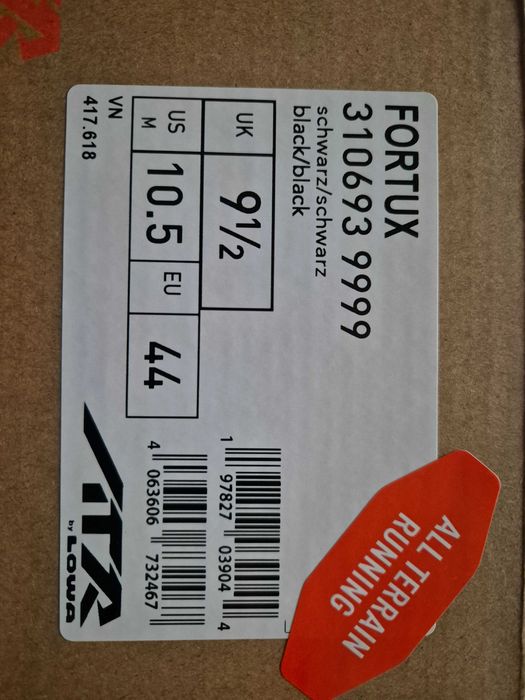 FORTUX
310693 9999
schwarz/schwarz
black/black
UK 9½
US M 10.5 EU 44
VN
417.618
1 97827 03904 4
4 063606 732467
ATR
by LOWA
ALL TERRAIN
RUNNING